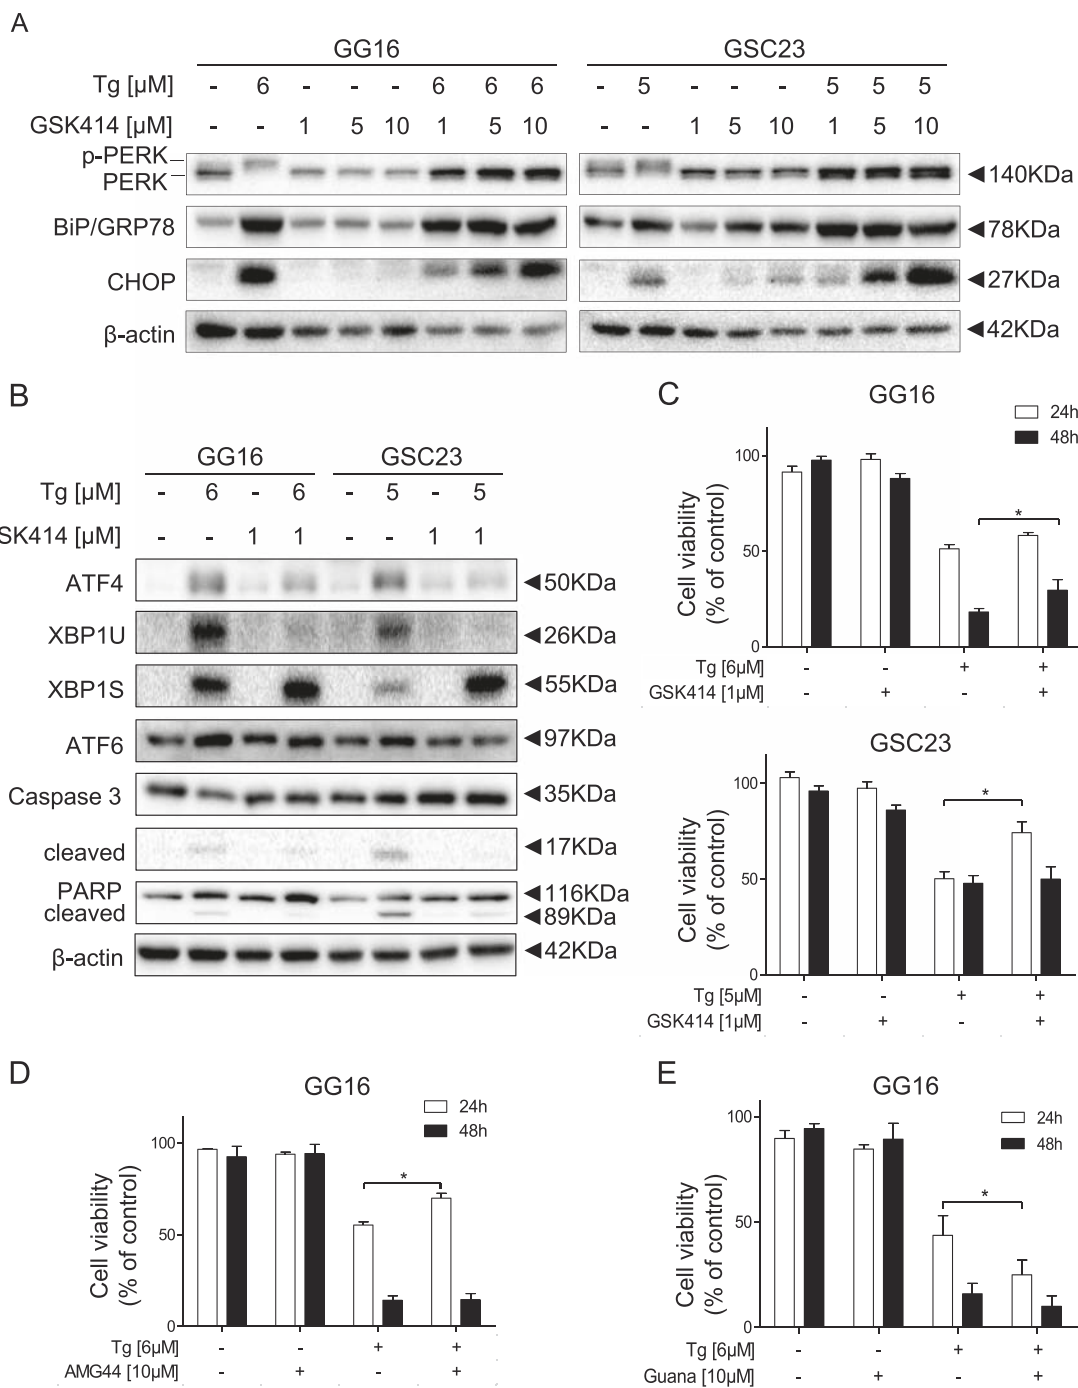 A
GG16 GSC23
Tg [µM] - 6 - - - 6 6 6 - 5 - - - 5 5 5
GSK414 [µM] - - 1 5 10 1 5 10 - - 1 5 10 1 5 10
p-PERK
PERK
◄140KDa
BiP/GRP78 ◄78KDa
CHOP ◄27KDa
β-actin ◄42KDa
B
GG16 GSC23
Tg [µM] - 6 - 6 - 5 - 5
SK414 [µM] - - 1 1 - - 1 1
ATF4 ◄50KDa
XBP1U ◄26KDa
XBP1S ◄55KDa
ATF6 ◄97KDa
Caspase 3 ◄35KDa
cleaved ◄17KDa
PARP ◄116KDa
cleaved ◄89KDa
β-actin ◄42KDa
C
GG16
24h
48h
Cell viability
(% of control)
100
50
0
*
Tg [6µM] - - + +
GSK414 [1µM] - + - +
GSC23
Cell viability
(% of control)
100
50
0
*
Tg [5µM] - - + +
GSK414 [1µM] - + - +
D
GG16
24h
48h
Cell viability
(% of control)
100
50
0
*
Tg [6µM] - - + +
AMG44 [10µM] - + - +
E
GG16
24h
48h
Cell viability
(% of control)
100
50
0
*
Tg [6µM] - - + +
Guana [10µM] - + - +